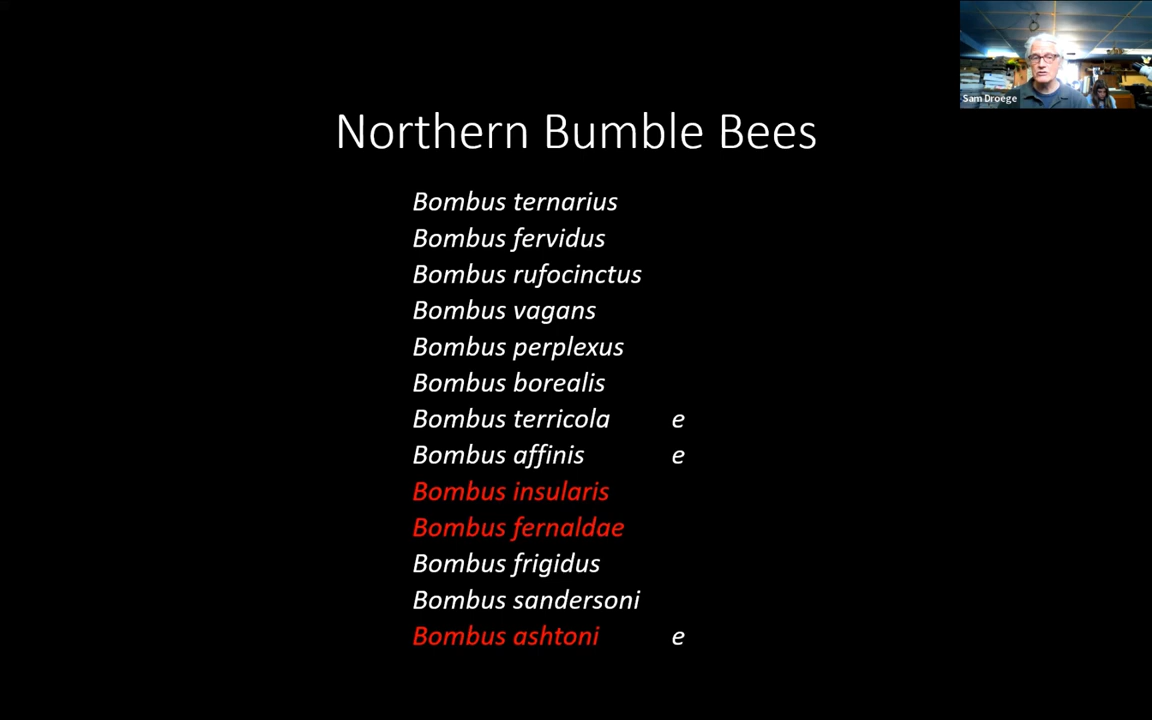 Sam Droege
Northern Bumble Bees
Bombus ternarius
Bombus fervidus
Bombus rufocinctus
Bombus vagans
Bombus perplexus
Bombus borealis
Bombus terricola e
Bombus affinis e
Bombus insularis
Bombus fernaldae
Bombus frigidus
Bombus sandersoni
Bombus ashtoni e